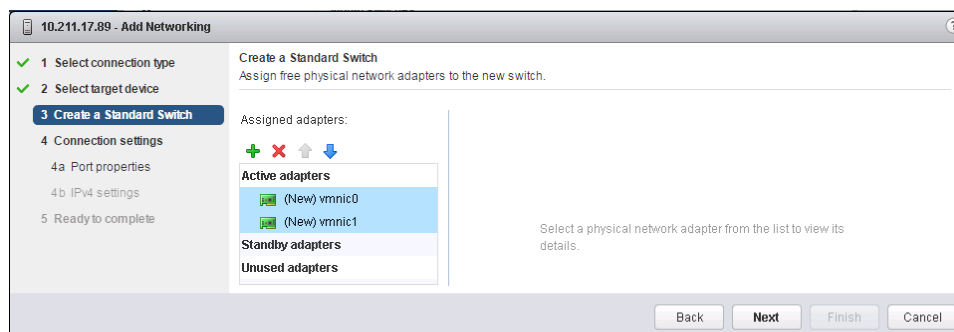 10.211.17.89 - Add Networking
?
1 Select connection type
2 Select target device
3 Create a Standard Switch
4 Connection settings
4a Port properties
4b IPv4 settings
5 Ready to complete
Create a Standard Switch
Assign free physical network adapters to the new switch.
Assigned adapters:
Active adapters
(New) vmnic0
(New) vmnic1
Standby adapters
Unused adapters
Select a physical network adapter from the list to view its
details.
Back
Next
Finish
Cancel